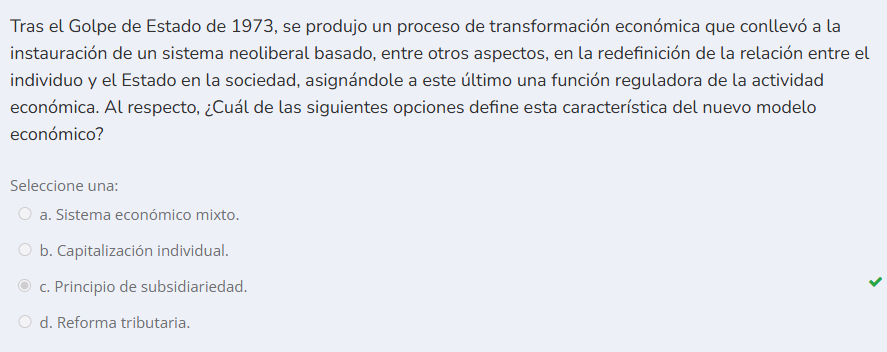 Tras el Golpe de Estado de 1973, se produjo un proceso de transformación económica que conllevó a la
instauración de un sistema neoliberal basado, entre otros aspectos, en la redefinición de la relación entre el
individuo y el Estado en la sociedad, asignándole a este último una función reguladora de la actividad
económica. Al respecto, ¿Cuál de las siguientes opciones define esta característica del nuevo modelo
económico?
Seleccione una:
a. Sistema económico mixto.
b. Capitalización individual.
c. Principio de subsidiariedad.
d. Reforma tributaria.